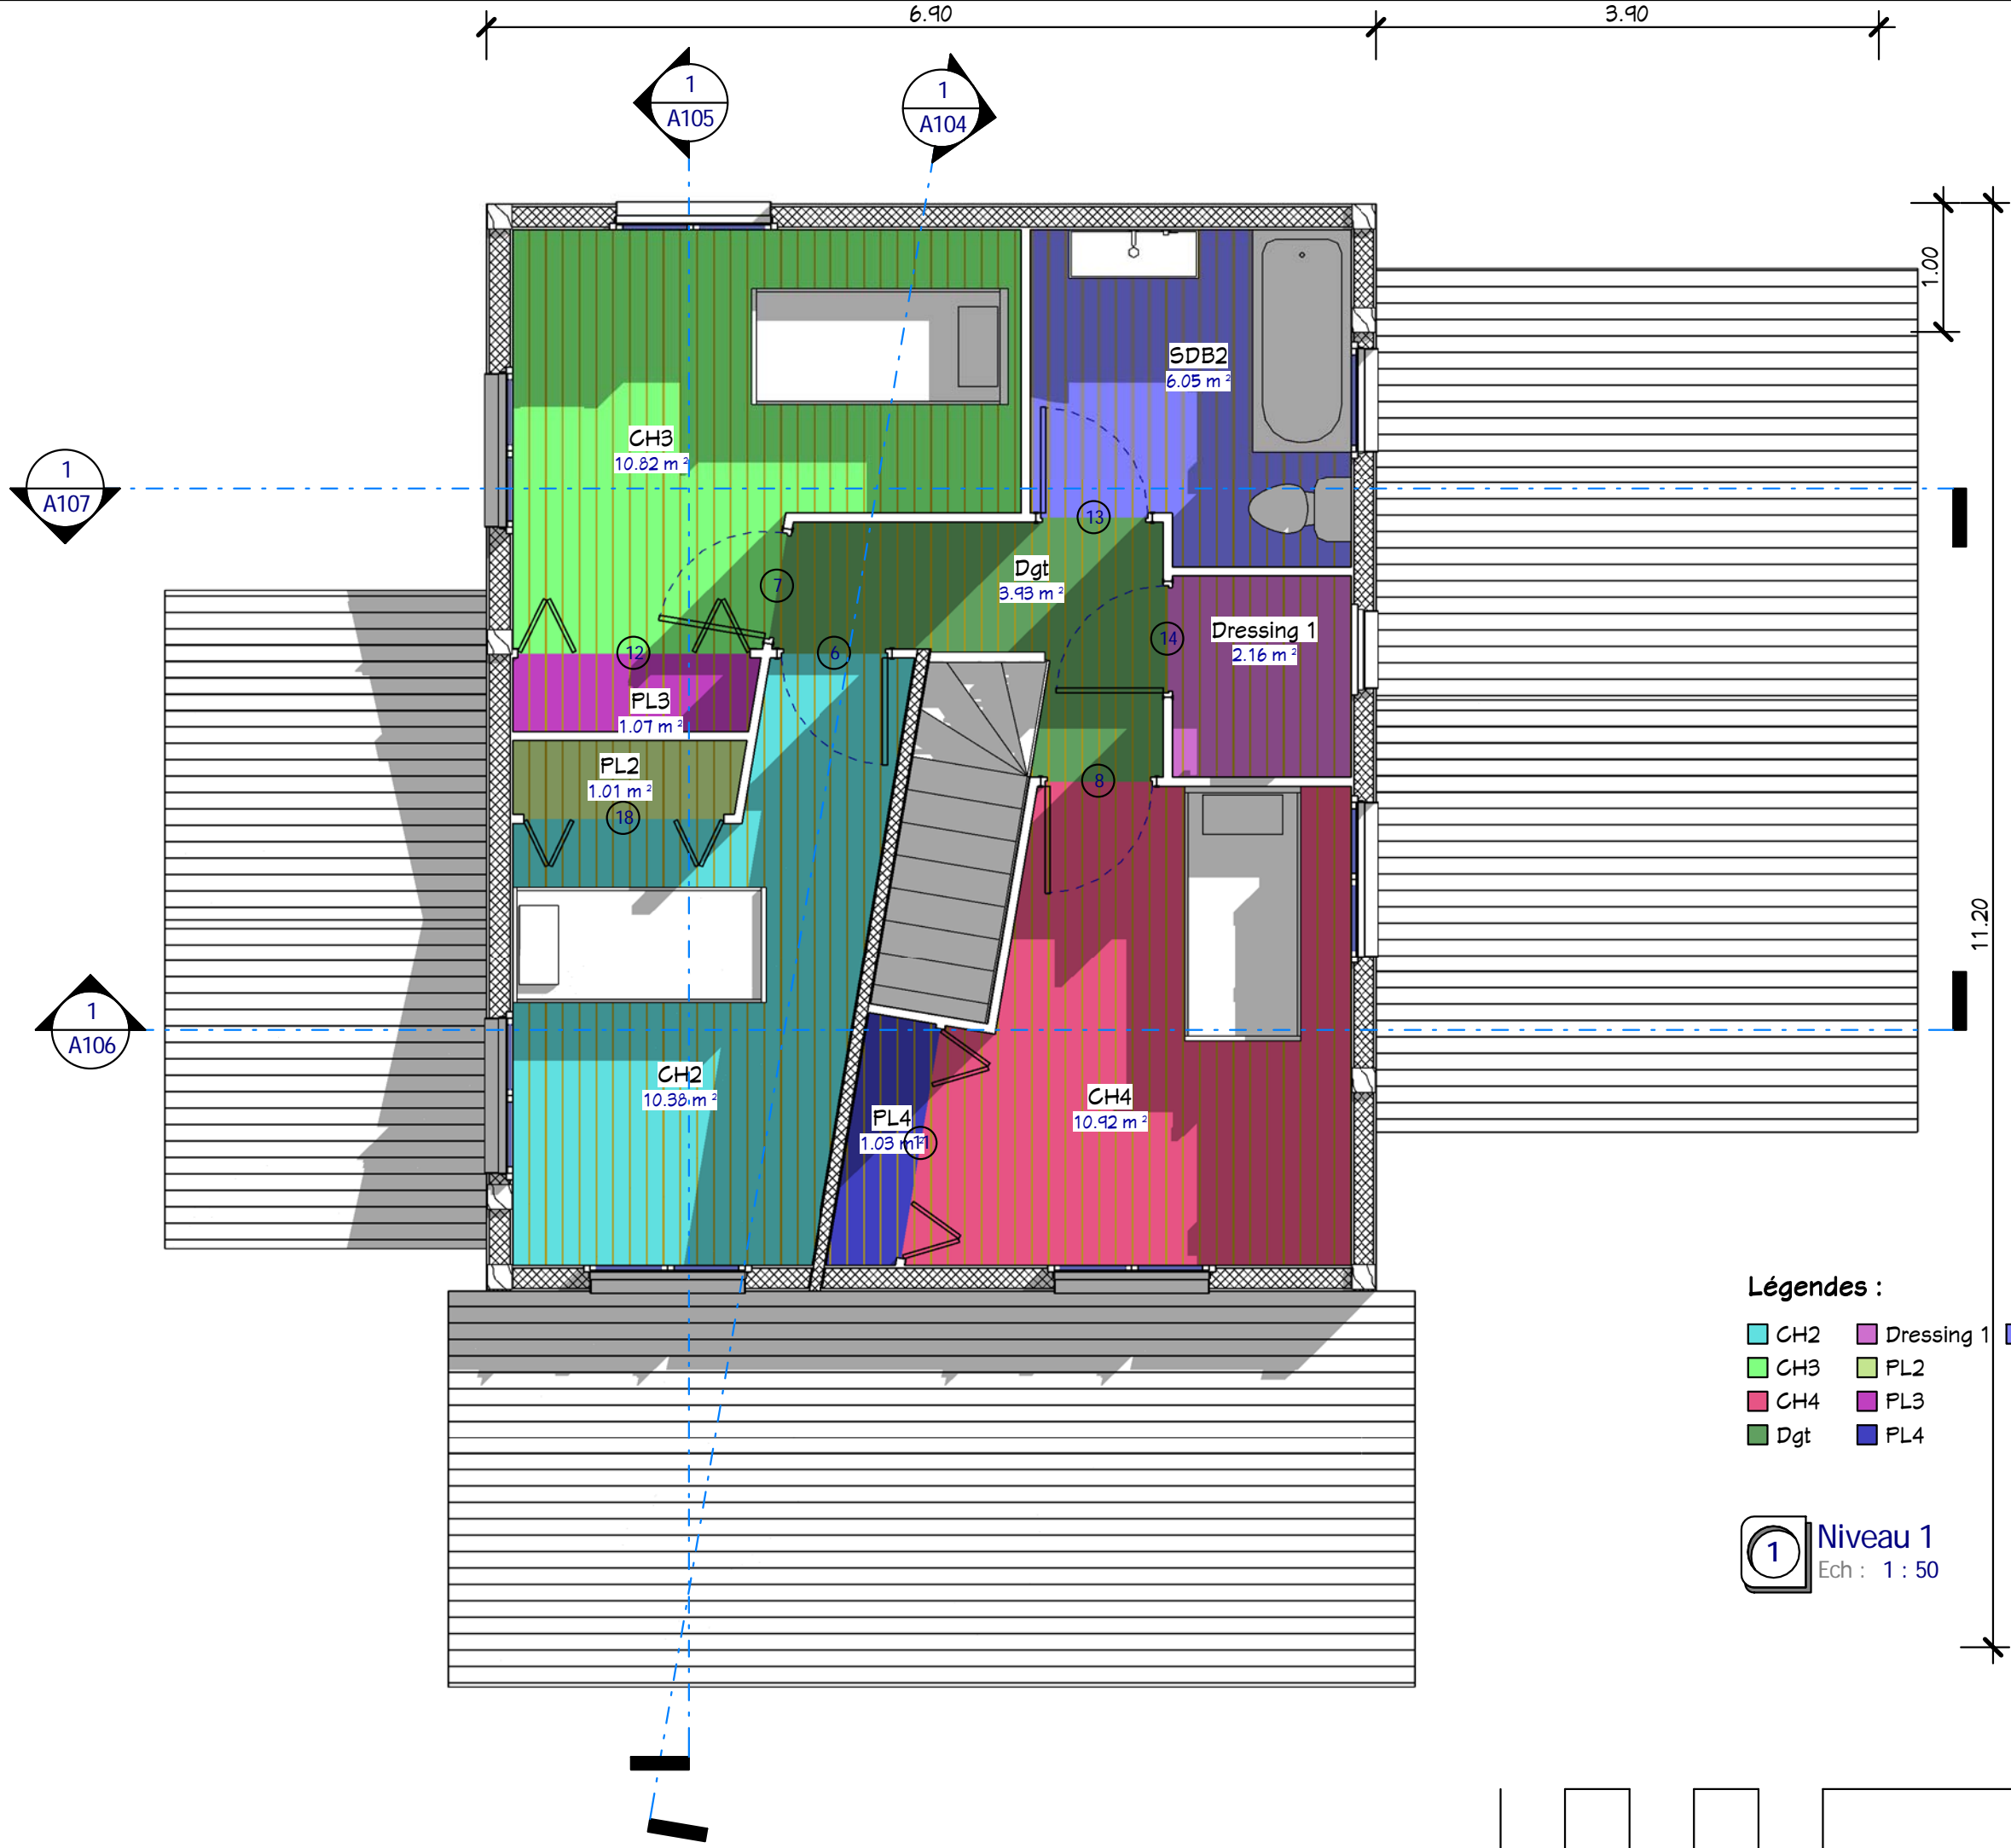 6.90
3.90
1
A105
1
A104
1.00
SDB2
6.05 m²
CH3
10.82 m²
1
A107
13
Dgt
3.93 m²
7
14
Dressing 1
2.16 m²
12
6
PL3
1.07 m²
PL2
1.01 m²
8
18
11.20
1
A106
CH2
10.38 m²
CH4
10.92 m²
PL4
1.03 m²
Légendes :
CH2 Dressing 1
CH3 PL2
CH4 PL3
Dgt PL4
1
Niveau 1
Ech : 1 : 50